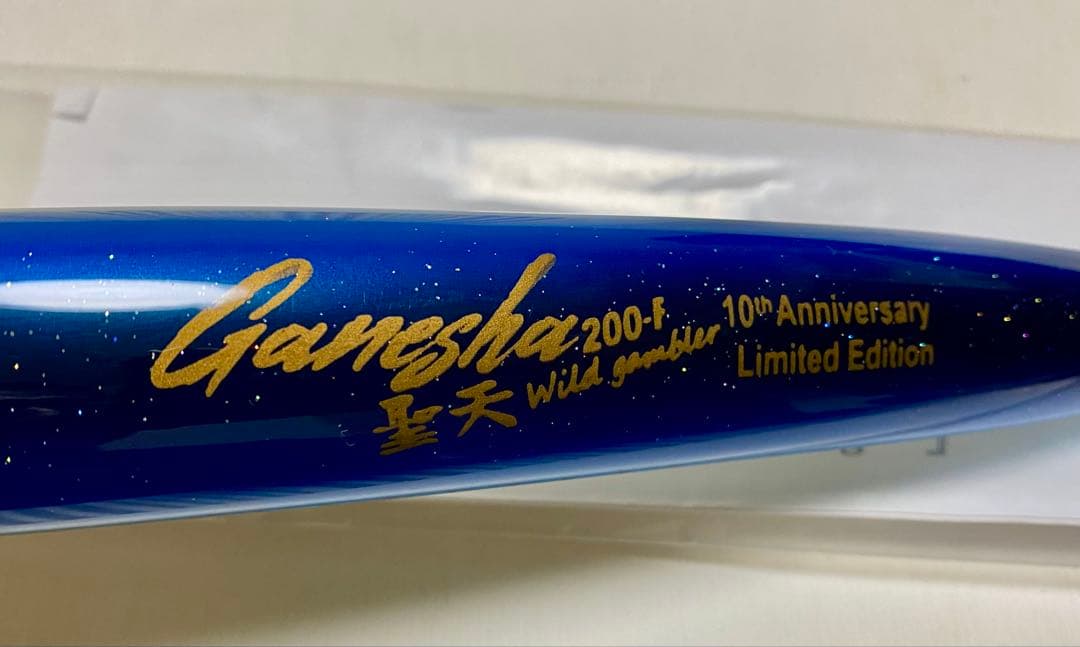 Ganesha 200-F
聖天 Wild gambler
10th Anniversary
Limited Edition